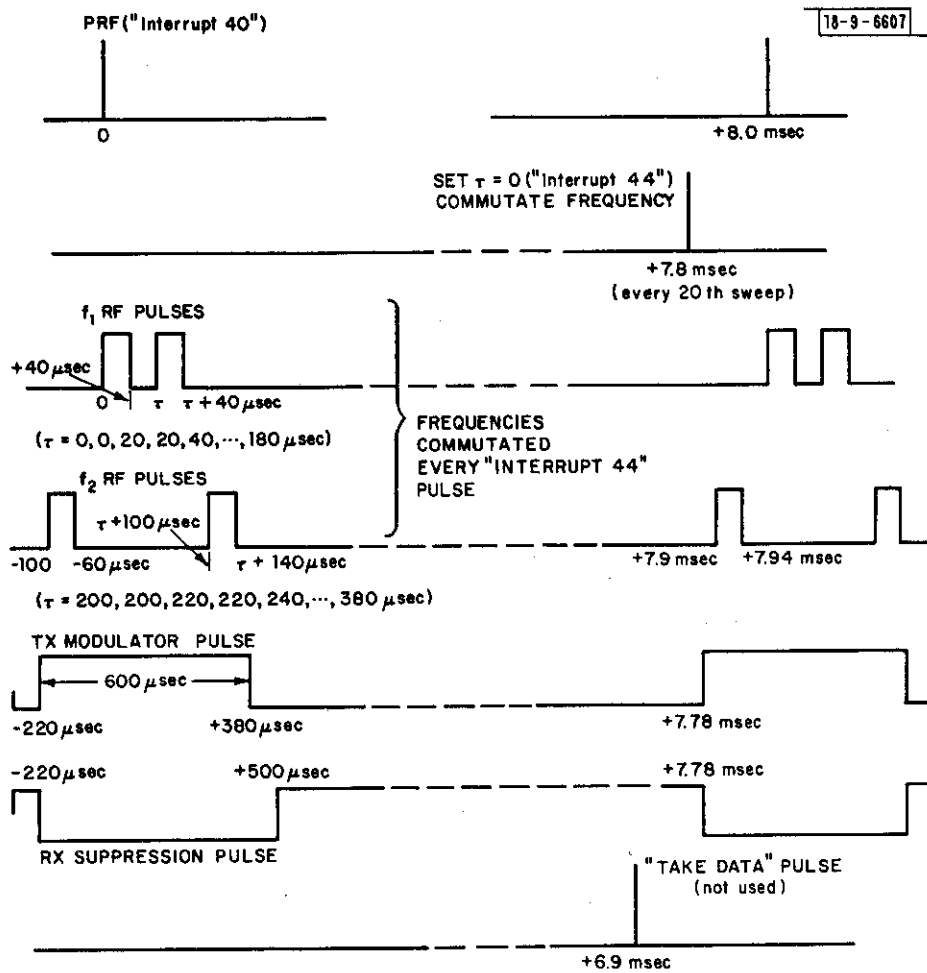 PRF ("Interrupt 40")
18-9-6607
0
+8.0 msec
SET τ = 0 ("Interrupt 44")
COMMUTATE FREQUENCY
+7.8 msec
(every 20th sweep)
f₁ RF PULSES
+40 μsec
0
τ
τ + 40 μsec
(τ = 0, 0, 20, 20, 40, ···, 180 μsec)
FREQUENCIES
COMMUTATED
EVERY "INTERRUPT 44"
PULSE
f₂ RF PULSES
τ + 100 μsec
-100
-60 μsec
τ + 140 μsec
+7.9 msec
+7.94 msec
(τ = 200, 200, 220, 220, 240, ···, 380 μsec)
TX MODULATOR PULSE
600 μsec
-220 μsec
+380 μsec
+7.78 msec
-220 μsec
+500 μsec
+7.78 msec
RX SUPPRESSION PULSE
"TAKE DATA" PULSE
(not used)
+6.9 msec